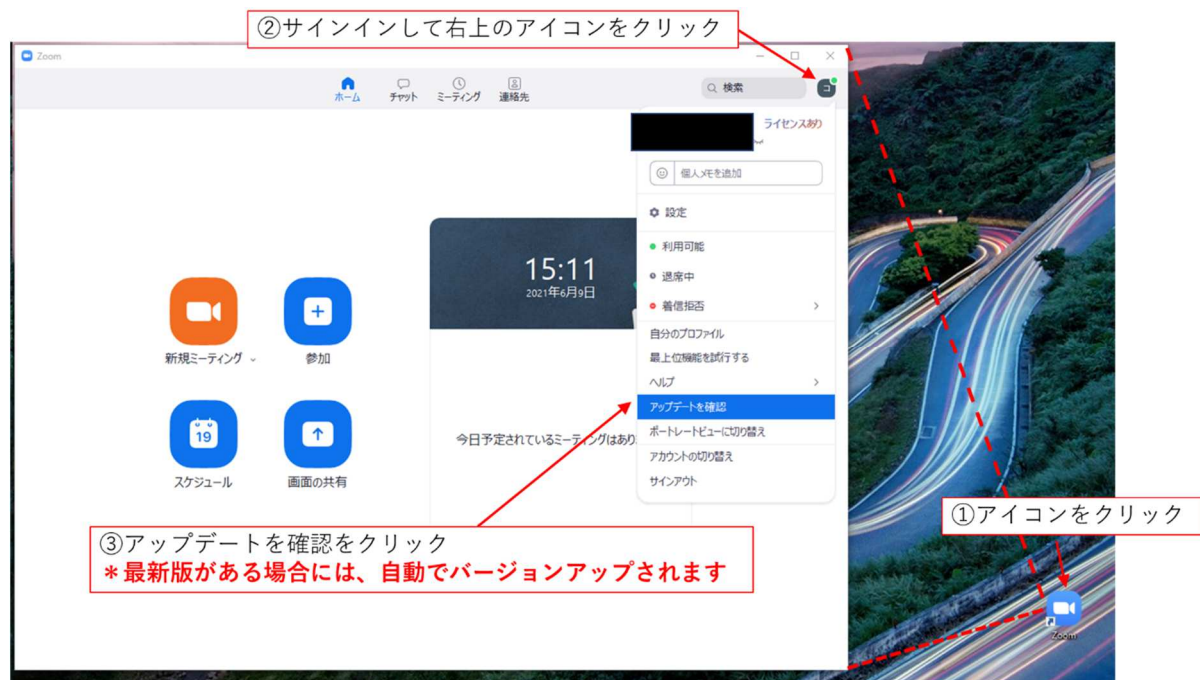 ②サインインして右上のアイコンをクリック
Zoom
ホーム
チャット
ミーティング
連絡先
検索
コ
ライセンスあり
個人メモを追加
設定
利用可能
退席中
着信拒否
自分のプロファイル
最上位機能を試行する
ヘルプ
アップデートを確認
ポートレートビューに切り替え
アカウントの切り替え
サインアウト
15:11
2021年6月9日
新規ミーティング
参加
19
スケジュール
画面の共有
今日予定されているミーティングはあり
①アイコンをクリック
③アップデートを確認をクリック
＊最新版がある場合には、自動でバージョンアップされます
Zoom